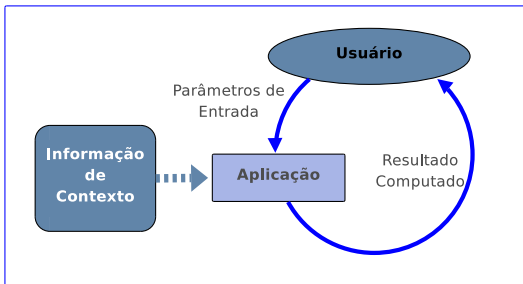 Usuário
Parâmetros de
Entrada
Informação
de
Contexto
Aplicação
Resultado
Computado